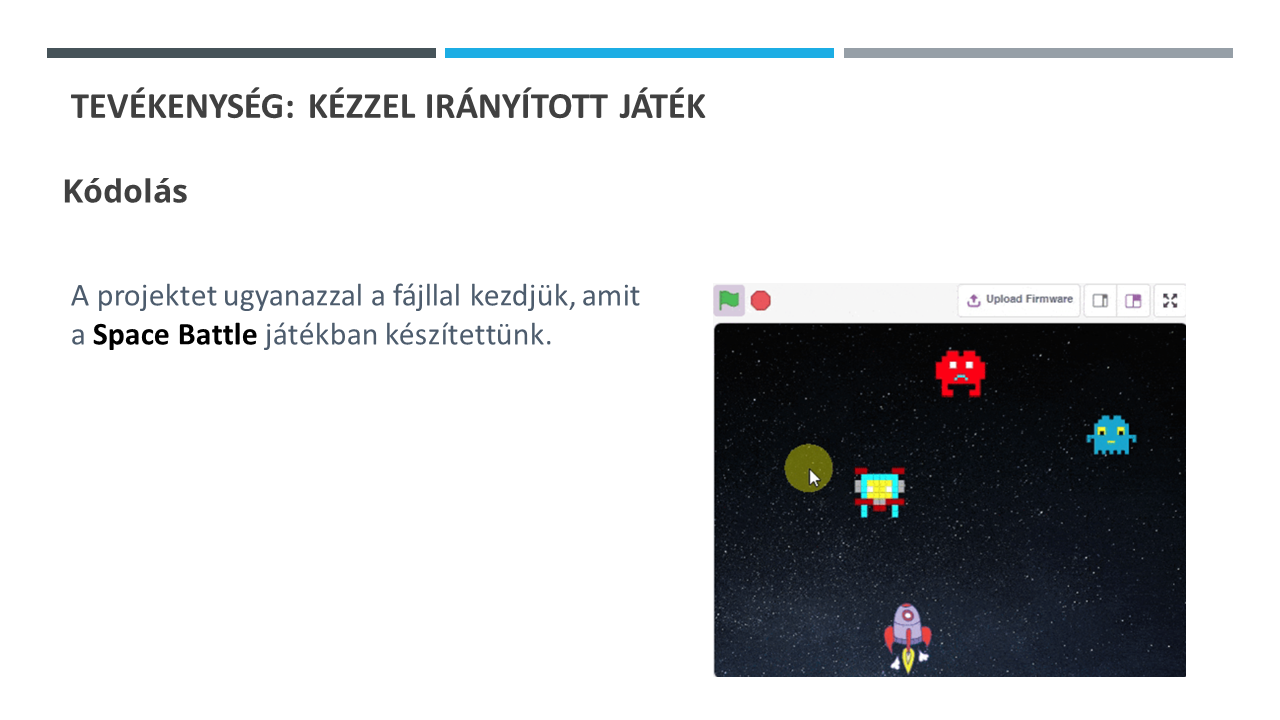 TEVÉKENYSÉG: KÉZZEL IRÁNYÍTOTT JÁTÉK
Kódolás
A projektet ugyanazzal a fájllal kezdjük, amit
a Space Battle játékban készítettünk.
Upload Firmware